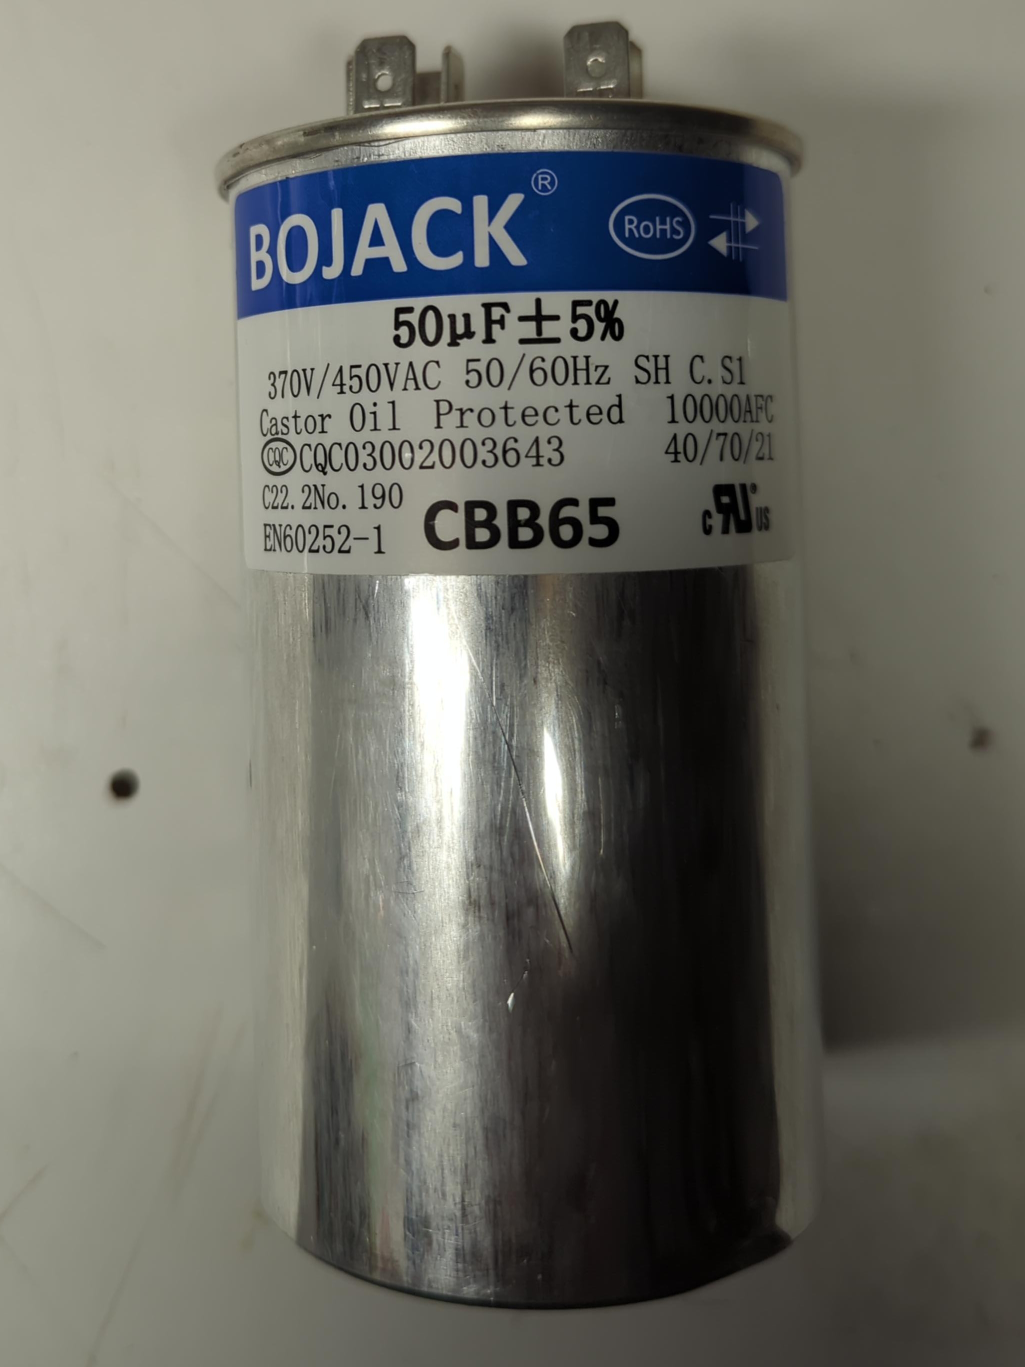 BOJACK®
RoHS
50μF±5%
370V/450VAC 50/60Hz SH C.S1
Castor Oil Protected 10000AFC
CQC CQC03002003643 40/70/21
C22.2No.190
EN60252-1 CBB65 c RU® US